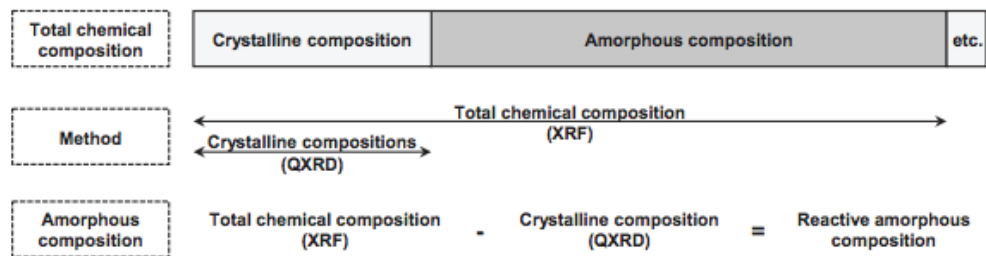 Total chemical
composition
Crystalline composition
Amorphous composition
etc.
Method
Total chemical composition
(XRF)
Crystalline compositions
(QXRD)
Amorphous
composition
Total chemical composition
(XRF)
-
Crystalline composition
(QXRD)
=
Reactive amorphous
composition